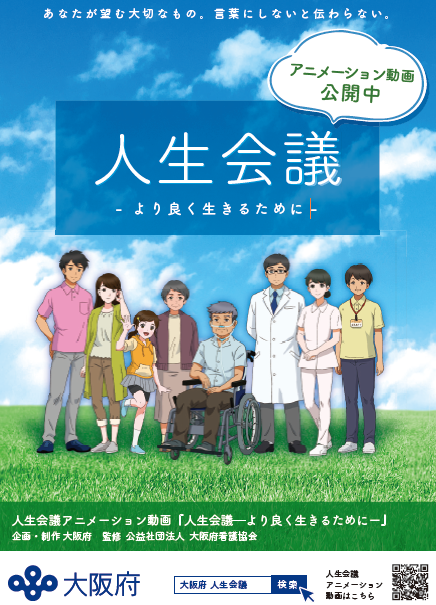 あなたが望む大切なもの。言葉にしないと伝わらない。
アニメーション動画
公開中
人生会議
- より良く生きるために -
人生会議アニメーション動画「人生会議―より良く生きるために―」
企画・制作 大阪府　監修 公益社団法人 大阪府看護協会
大阪府
大阪府 人生会議
検索
人生会議
アニメーション
動画はこちら